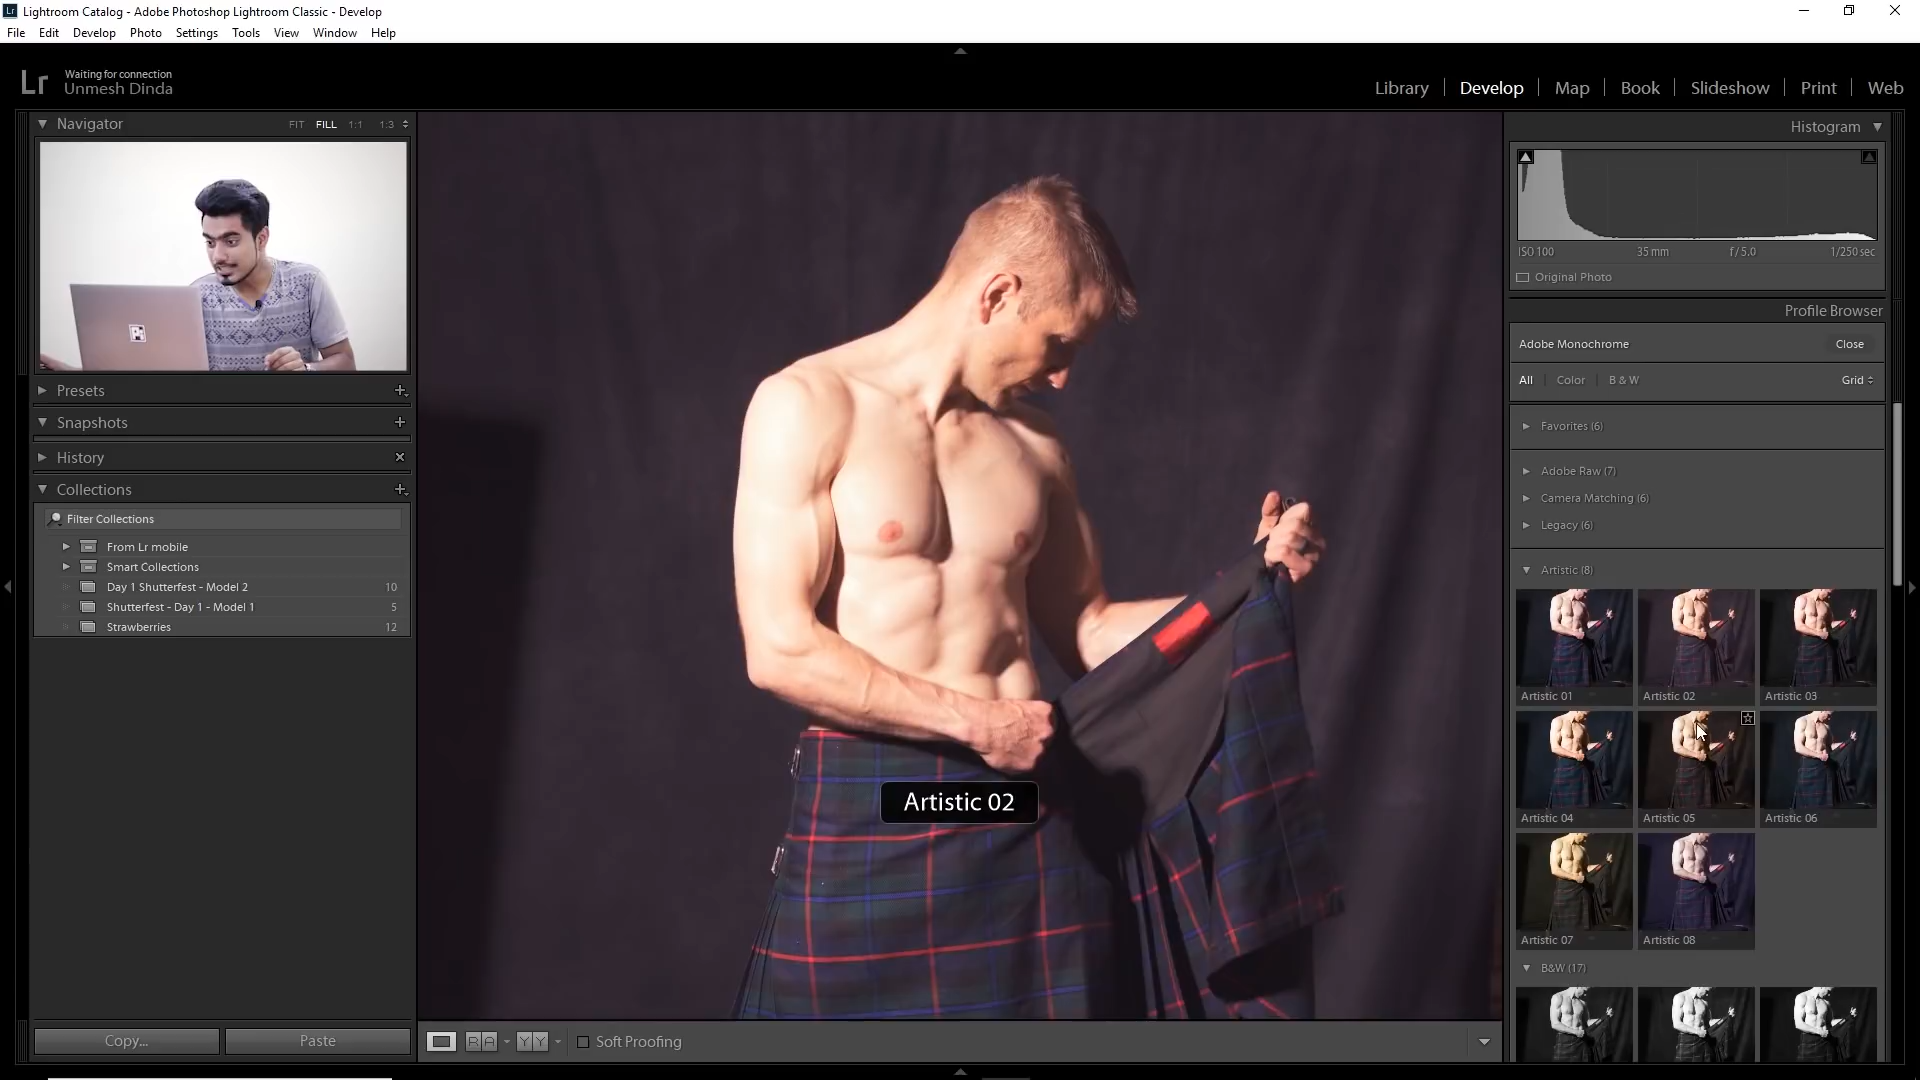 Lightroom Catalog - Adobe Photoshop Lightroom Classic - Develop
File Edit Develop Photo Settings Tools View Window Help
Lr
Waiting for connection
Unmesh Dinda
Library Develop Map Book Slideshow Print Web
Navigator FIT FILL 1:1 1:3
Presets
Snapshots
History
Collections
Filter Collections
From Lr mobile
Smart Collections
Day 1 Shutterfest - Model 2 10
Shutterfest - Day 1 - Model 1 5
Strawberries 12
Copy... Paste
Artistic 02
R A Y Y Soft Proofing
Histogram
ISO 100 35 mm f / 5.0 1/250 sec
Original Photo
Profile Browser
Adobe Monochrome Close
All Color B & W Grid
Favorites (6)
Adobe Raw (7)
Camera Matching (6)
Legacy (6)
Artistic (8)
Artistic 01 Artistic 02 Artistic 03
Artistic 04 Artistic 05 Artistic 06
Artistic 07 Artistic 08
B&W (17)